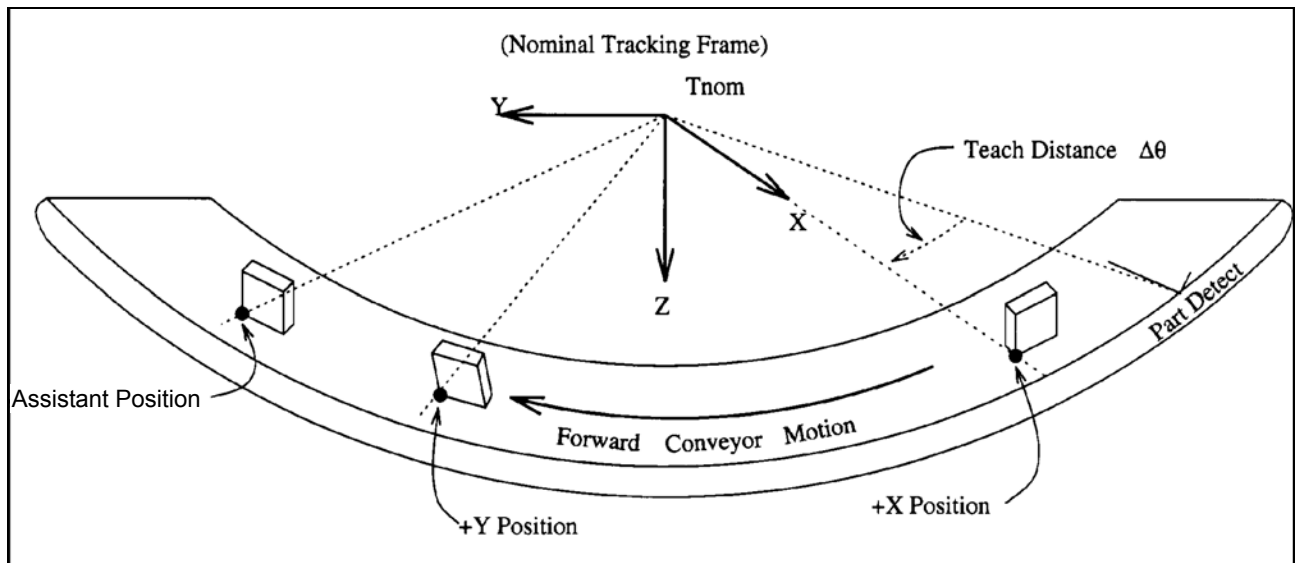 (Nominal Tracking Frame)
Tnom
Y
Teach Distance Δθ
X
Z
Part Detect
Assistant Position
Forward Conveyor Motion
+X Position
+Y Position